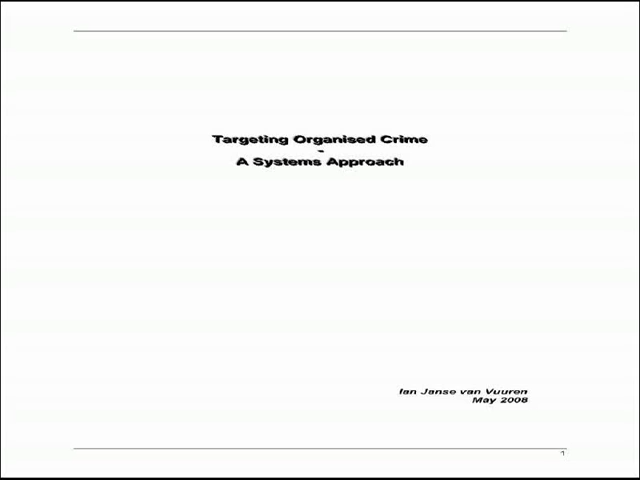 Targeting Organised Crime
-
A Systems Approach
Ian Janse van Vuuren
May 2008
1